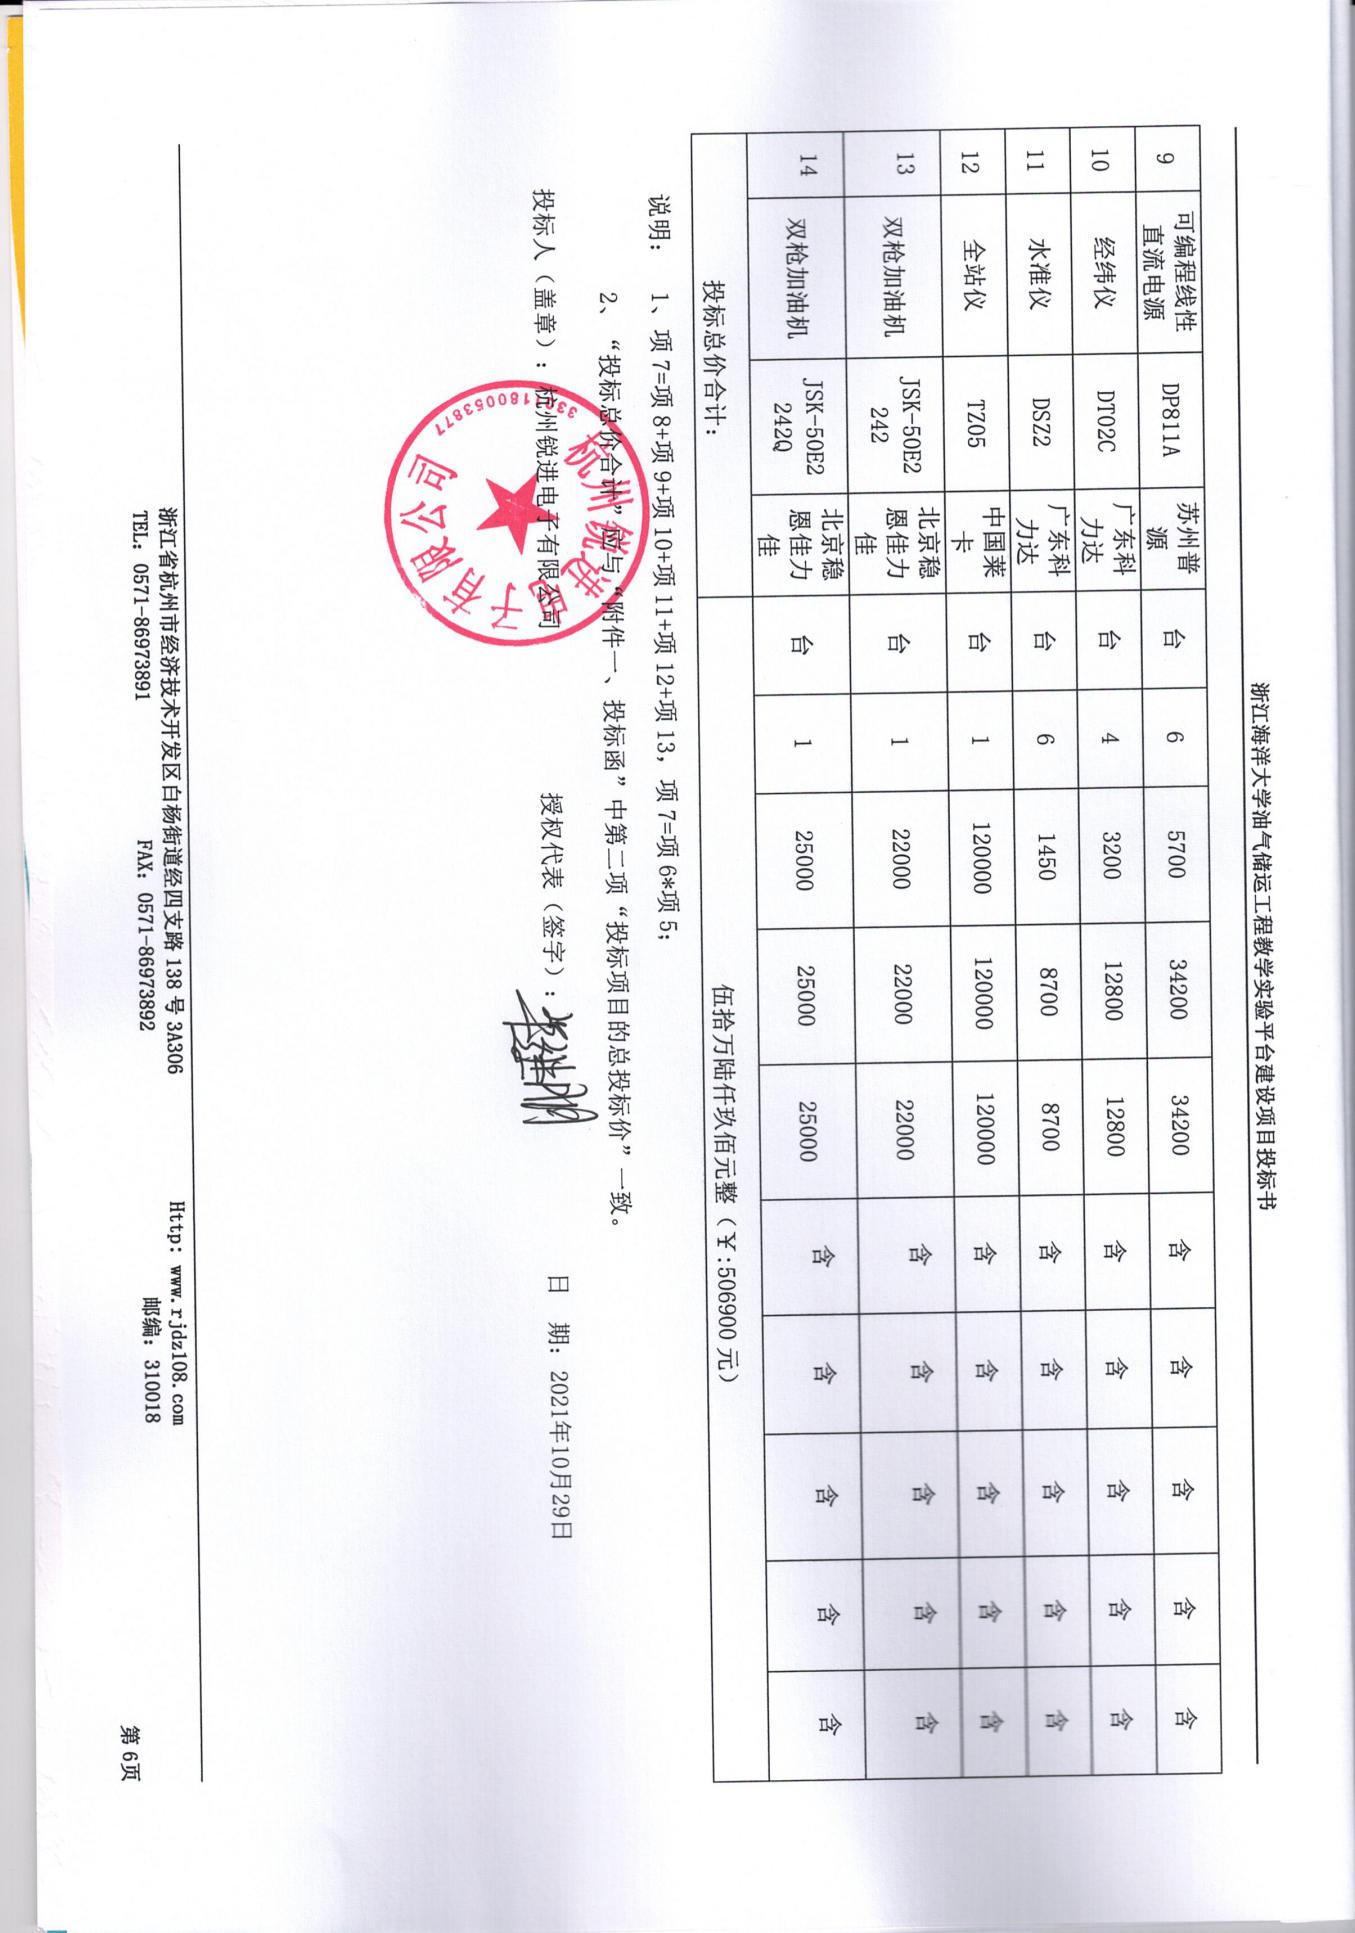 浙江海洋大学油气储运工程教学实验平台建设项目投标书
9 可编程线性直流电源 DP811A 苏州普源 台 6 5700 34200 34200 含 含 含 含 含
10 经纬仪 DT02C 广东科力达 台 4 3200 12800 12800 含 含 含 含 含
11 水准仪 DSZ2 广东科力达 台 6 1450 8700 8700 含 含 含 含 含
12 全站仪 TZ05 中国莱卡 台 1 120000 120000 120000 含 含 含 含 含
13 双枪加油机 JSK-50E2242 北京稳恩佳力佳 台 1 22000 22000 22000 含 含 含 含 含
14 双枪加油机 JSK-50E2242Q 北京稳恩佳力佳 台 1 25000 25000 25000 含 含 含 含 含
投标总价合计： 伍拾万陆仟玖佰元整（￥:506900 元）
说明： 1、项 7=项 8+项 9+项 10+项 11+项 12+项 13，项 7=项 6*项 5；
2、“投标总价合计”应与“附件一、投标函”中第二项“投标项目的总投标价”一致。
投标人（盖章）：杭州锐进电子有限公司 授权代表（签字）： 日 期：2021年10月29日
杭州锐进电子有限公司
3301180053877
浙江省杭州市经济技术开发区白杨街道经四支路 138 号 3A306 Http: www.rjdz108.com
TEL: 0571-86973891 FAX: 0571-86973892 邮编: 310018
第 6页